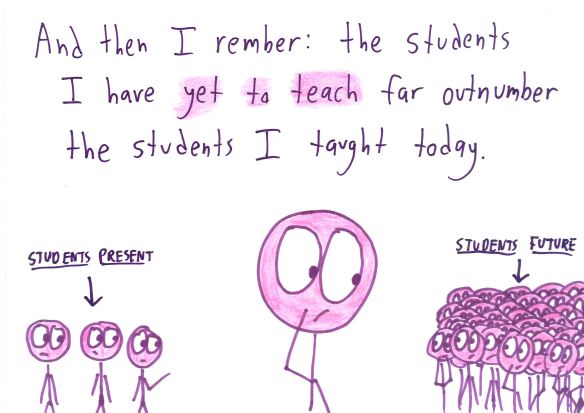 And then I rember: the students
I have yet to teach far outnumber
the students I taught today.
STUDENTS PRESENT
STUDENTS FUTURE